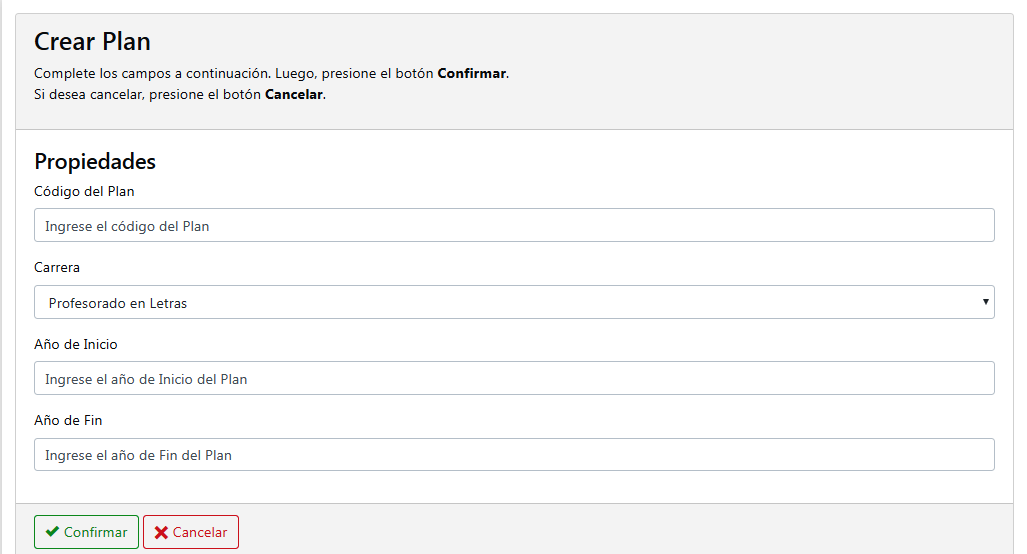 Crear Plan
Complete los campos a continuación. Luego, presione el botón Confirmar.
Si desea cancelar, presione el botón Cancelar.
Propiedades
Código del Plan
Ingrese el código del Plan
Carrera
Profesorado en Letras
Año de Inicio
Ingrese el año de Inicio del Plan
Año de Fin
Ingrese el año de Fin del Plan
Confirmar Cancelar